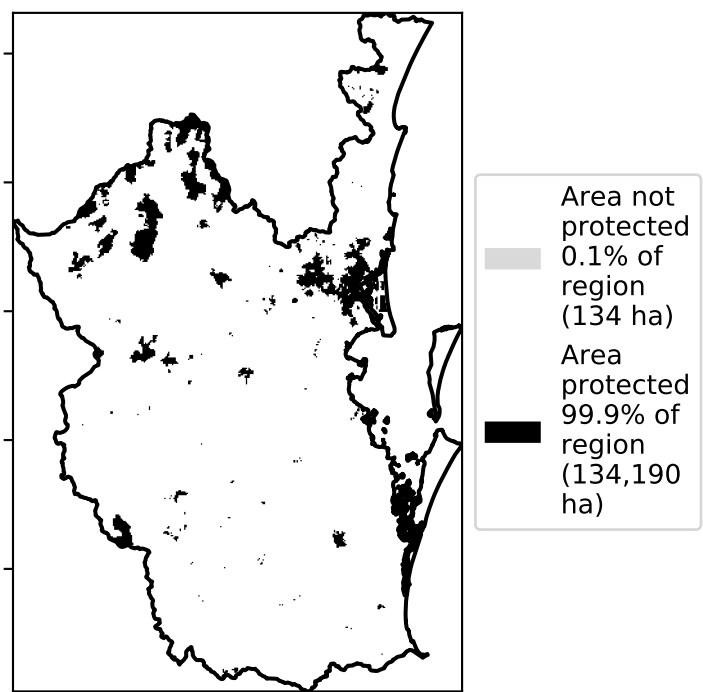 Area not
protected
0.1% of
region
(134 ha)
Area
protected
99.9% of
region
(134,190
ha)